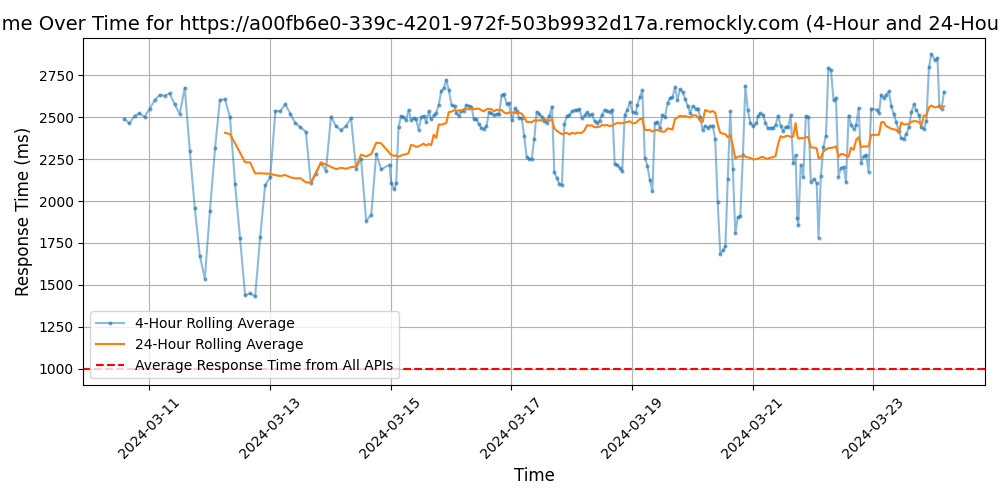 me Over Time for https://a00fb6e0-339c-4201-972f-503b9932d17a.remockly.com (4-Hour and 24-Hou
Response Time (ms)
2750
2500
2250
2000
1750
1500
1250
1000
4-Hour Rolling Average
24-Hour Rolling Average
Average Response Time from All APIs
2024-03-11
2024-03-13
2024-03-15
2024-03-17
2024-03-19
2024-03-21
2024-03-23
Time